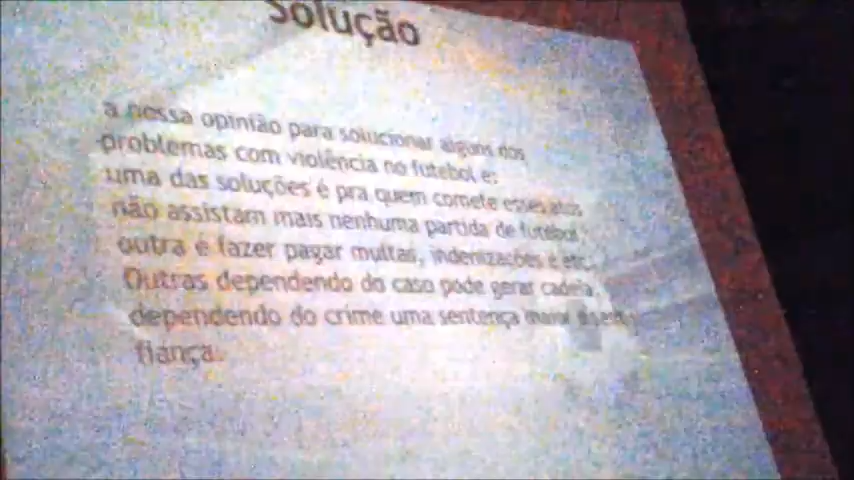 Solução
a nossa opinião para solucionar alguns dos
problemas com violência no futebol e:
uma das soluções é pra quem comete esses atos
não assistam mais nenhuma partida de futebol,
outra e fazer pagar multas, indenizações e etc.
Outras dependendo do caso pode gerar cadeia,
dependendo do crime uma sentença maior
fiança.